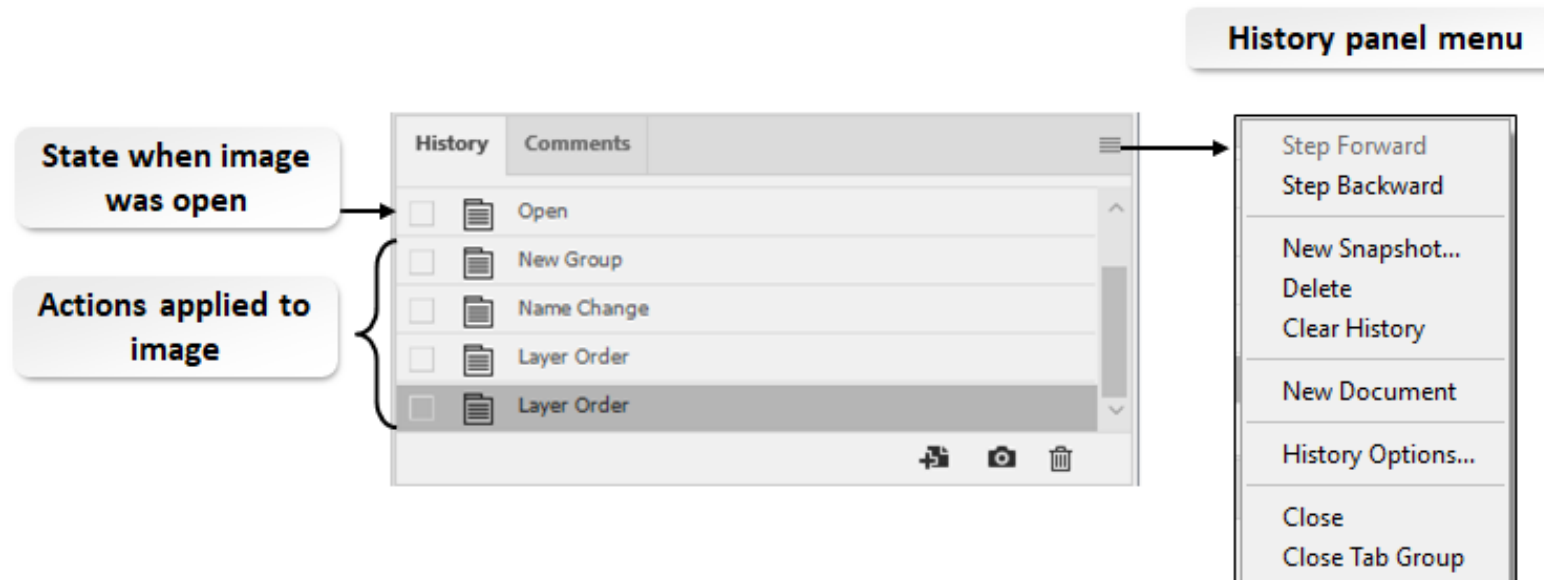 History panel menu
State when image
was open
Actions applied to
image
History Comments
Open
New Group
Name Change
Layer Order
Layer Order
Step Forward
Step Backward
New Snapshot...
Delete
Clear History
New Document
History Options...
Close
Close Tab Group